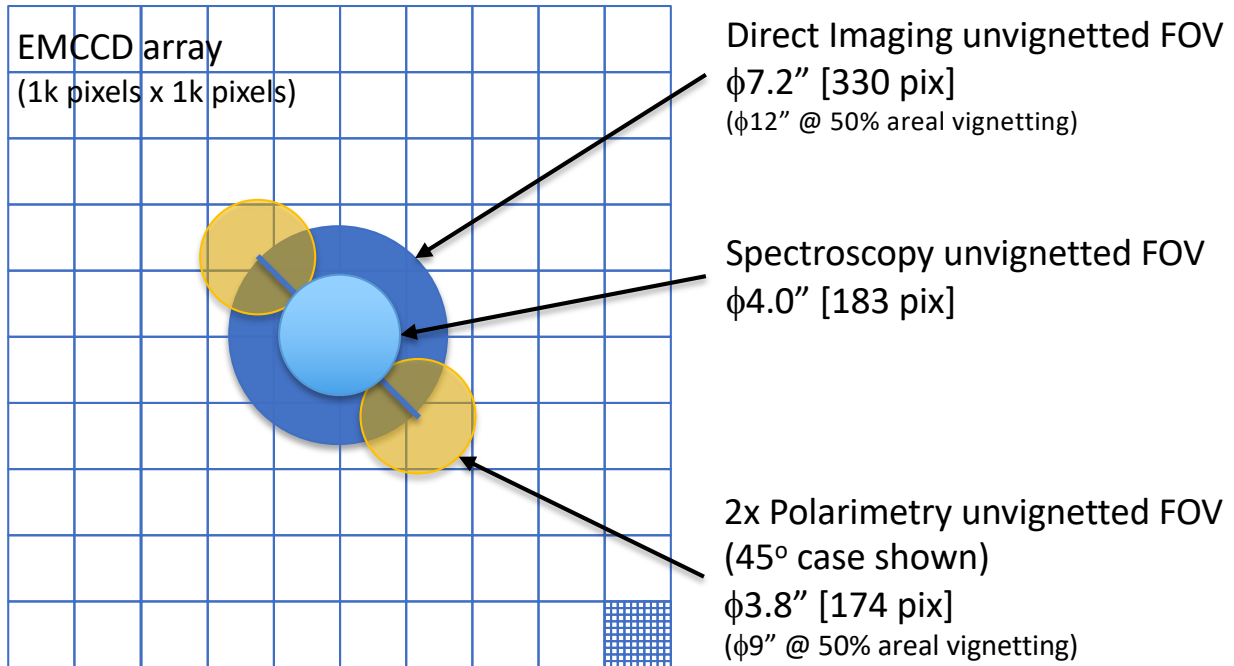 EMCCD array
(1k pixels x 1k pixels)
Direct Imaging unvignetted FOV
ϕ7.2” [330 pix]
(ϕ12” @ 50% areal vignetting)
Spectroscopy unvignetted FOV
ϕ4.0” [183 pix]
2x Polarimetry unvignetted FOV
(45° case shown)
ϕ3.8” [174 pix]
(ϕ9” @ 50% areal vignetting)